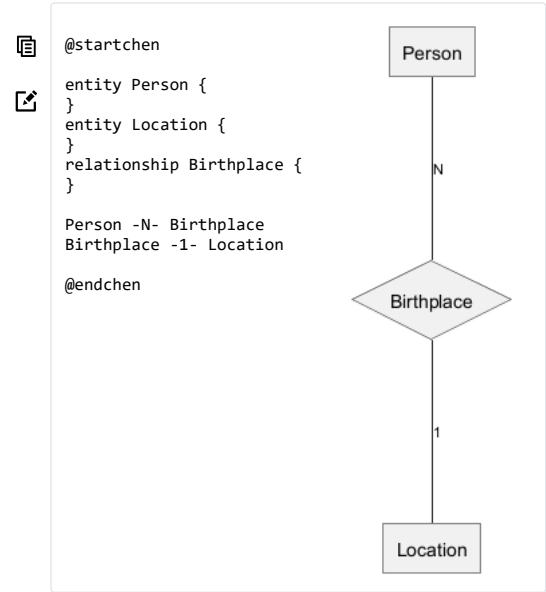 @startchen
entity Person {
}
entity Location {
}
relationship Birthplace {
}
Person -N- Birthplace
Birthplace -1- Location
@endchen
Person
N
Birthplace
1
Location